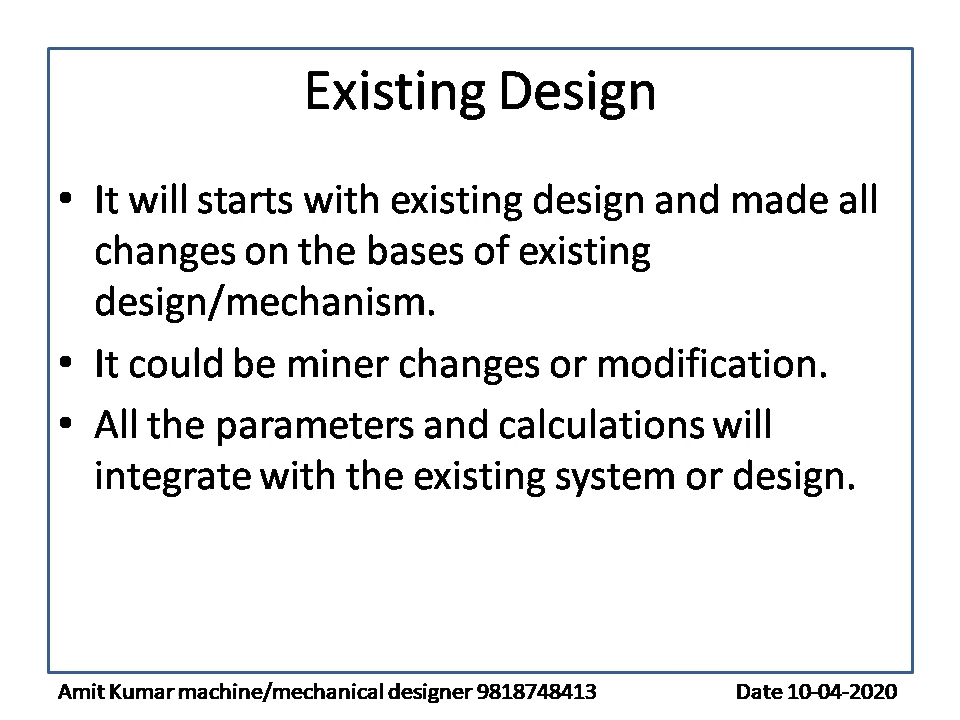 Existing Design
• It will starts with existing design and made all
changes on the bases of existing
design/mechanism.
• It could be miner changes or modification.
• All the parameters and calculations will
integrate with the existing system or design.
Amit Kumar machine/mechanical designer 9818748413 Date 10-04-2020